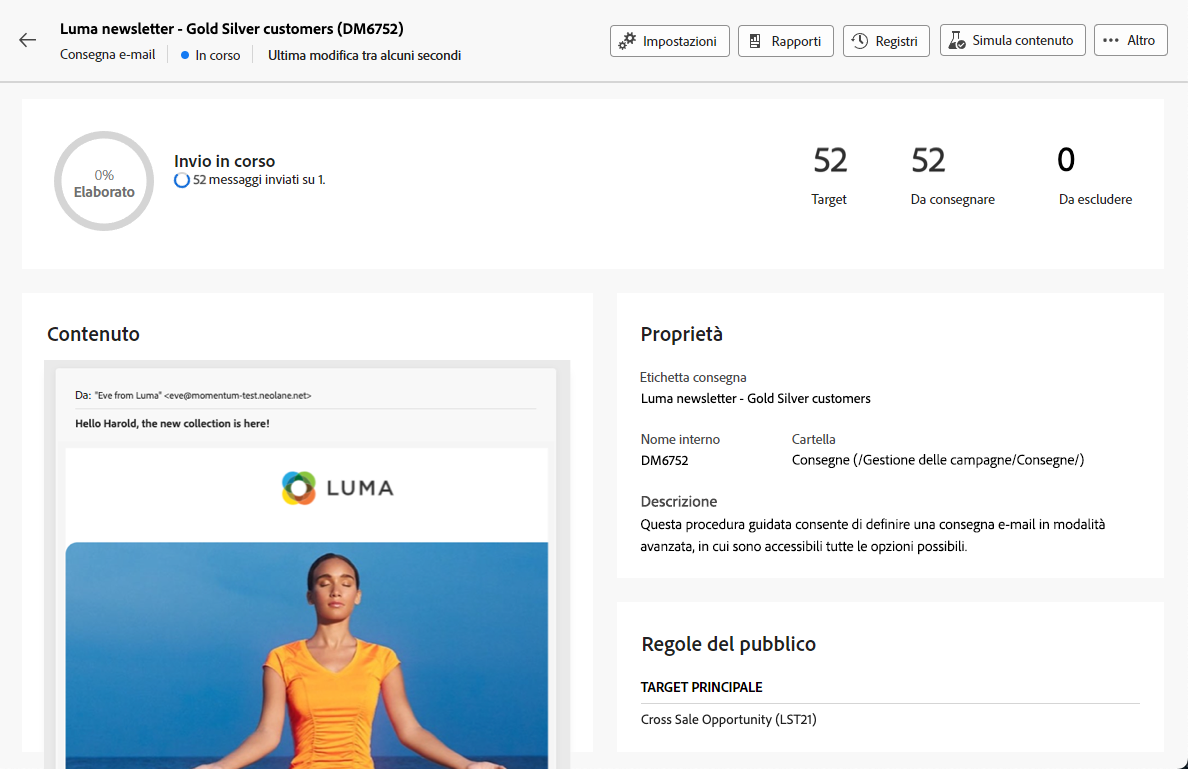 Luma newsletter - Gold Silver customers (DM6752)
Consegna e-mail
In corso
Ultima modifica tra alcuni secondi
Impostazioni
Rapporti
Registri
Simula contenuto
Altro
0%
Elaborato
Invio in corso
52 messaggi inviati su 1.
52
Target
52
Da consegnare
0
Da escludere
Contenuto
Da: "Eve from Luma" <eve@momentum-test.neolane.net>
Hello Harold, the new collection is here!
LUMA
Proprietà
Etichetta consegna
Luma newsletter - Gold Silver customers
Nome interno
DM6752
Cartella
Consegne (/Gestione delle campagne/Consegne/)
Descrizione
Questa procedura guidata consente di definire una consegna e-mail in modalità
avanzata, in cui sono accessibili tutte le opzioni possibili.
Regole del pubblico
TARGET PRINCIPALE
Cross Sale Opportunity (LST21)